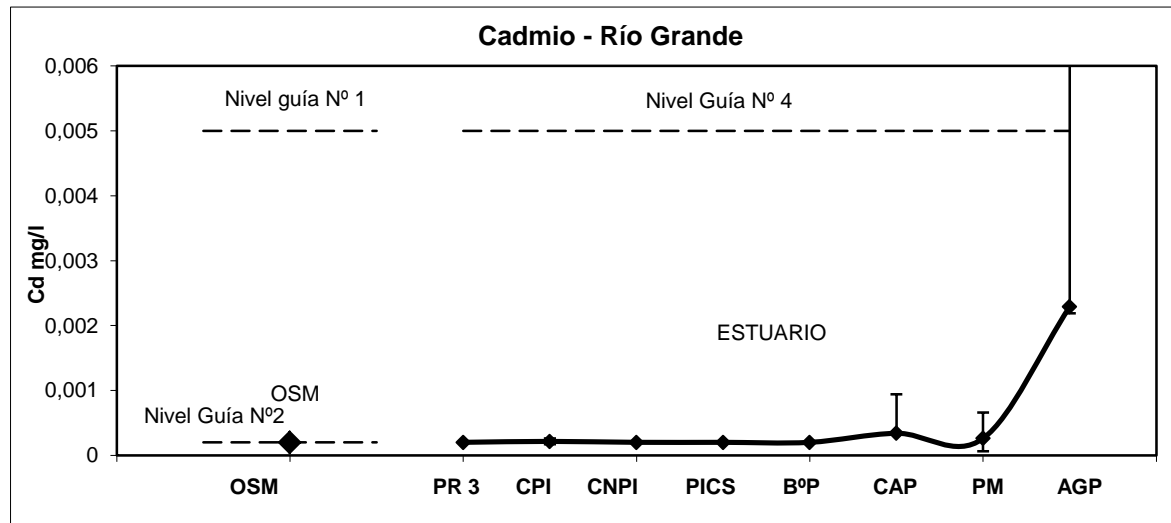 Cadmio - Río Grande
0,006
0,005
0,004
0,003
0,002
0,001
0
Cd mg/l
Nivel guía Nº 1
Nivel Guía Nº 4
ESTUARIO
OSM
Nivel Guía Nº2
OSM PR 3 CPI CNPI PICS BºP CAP PM AGP